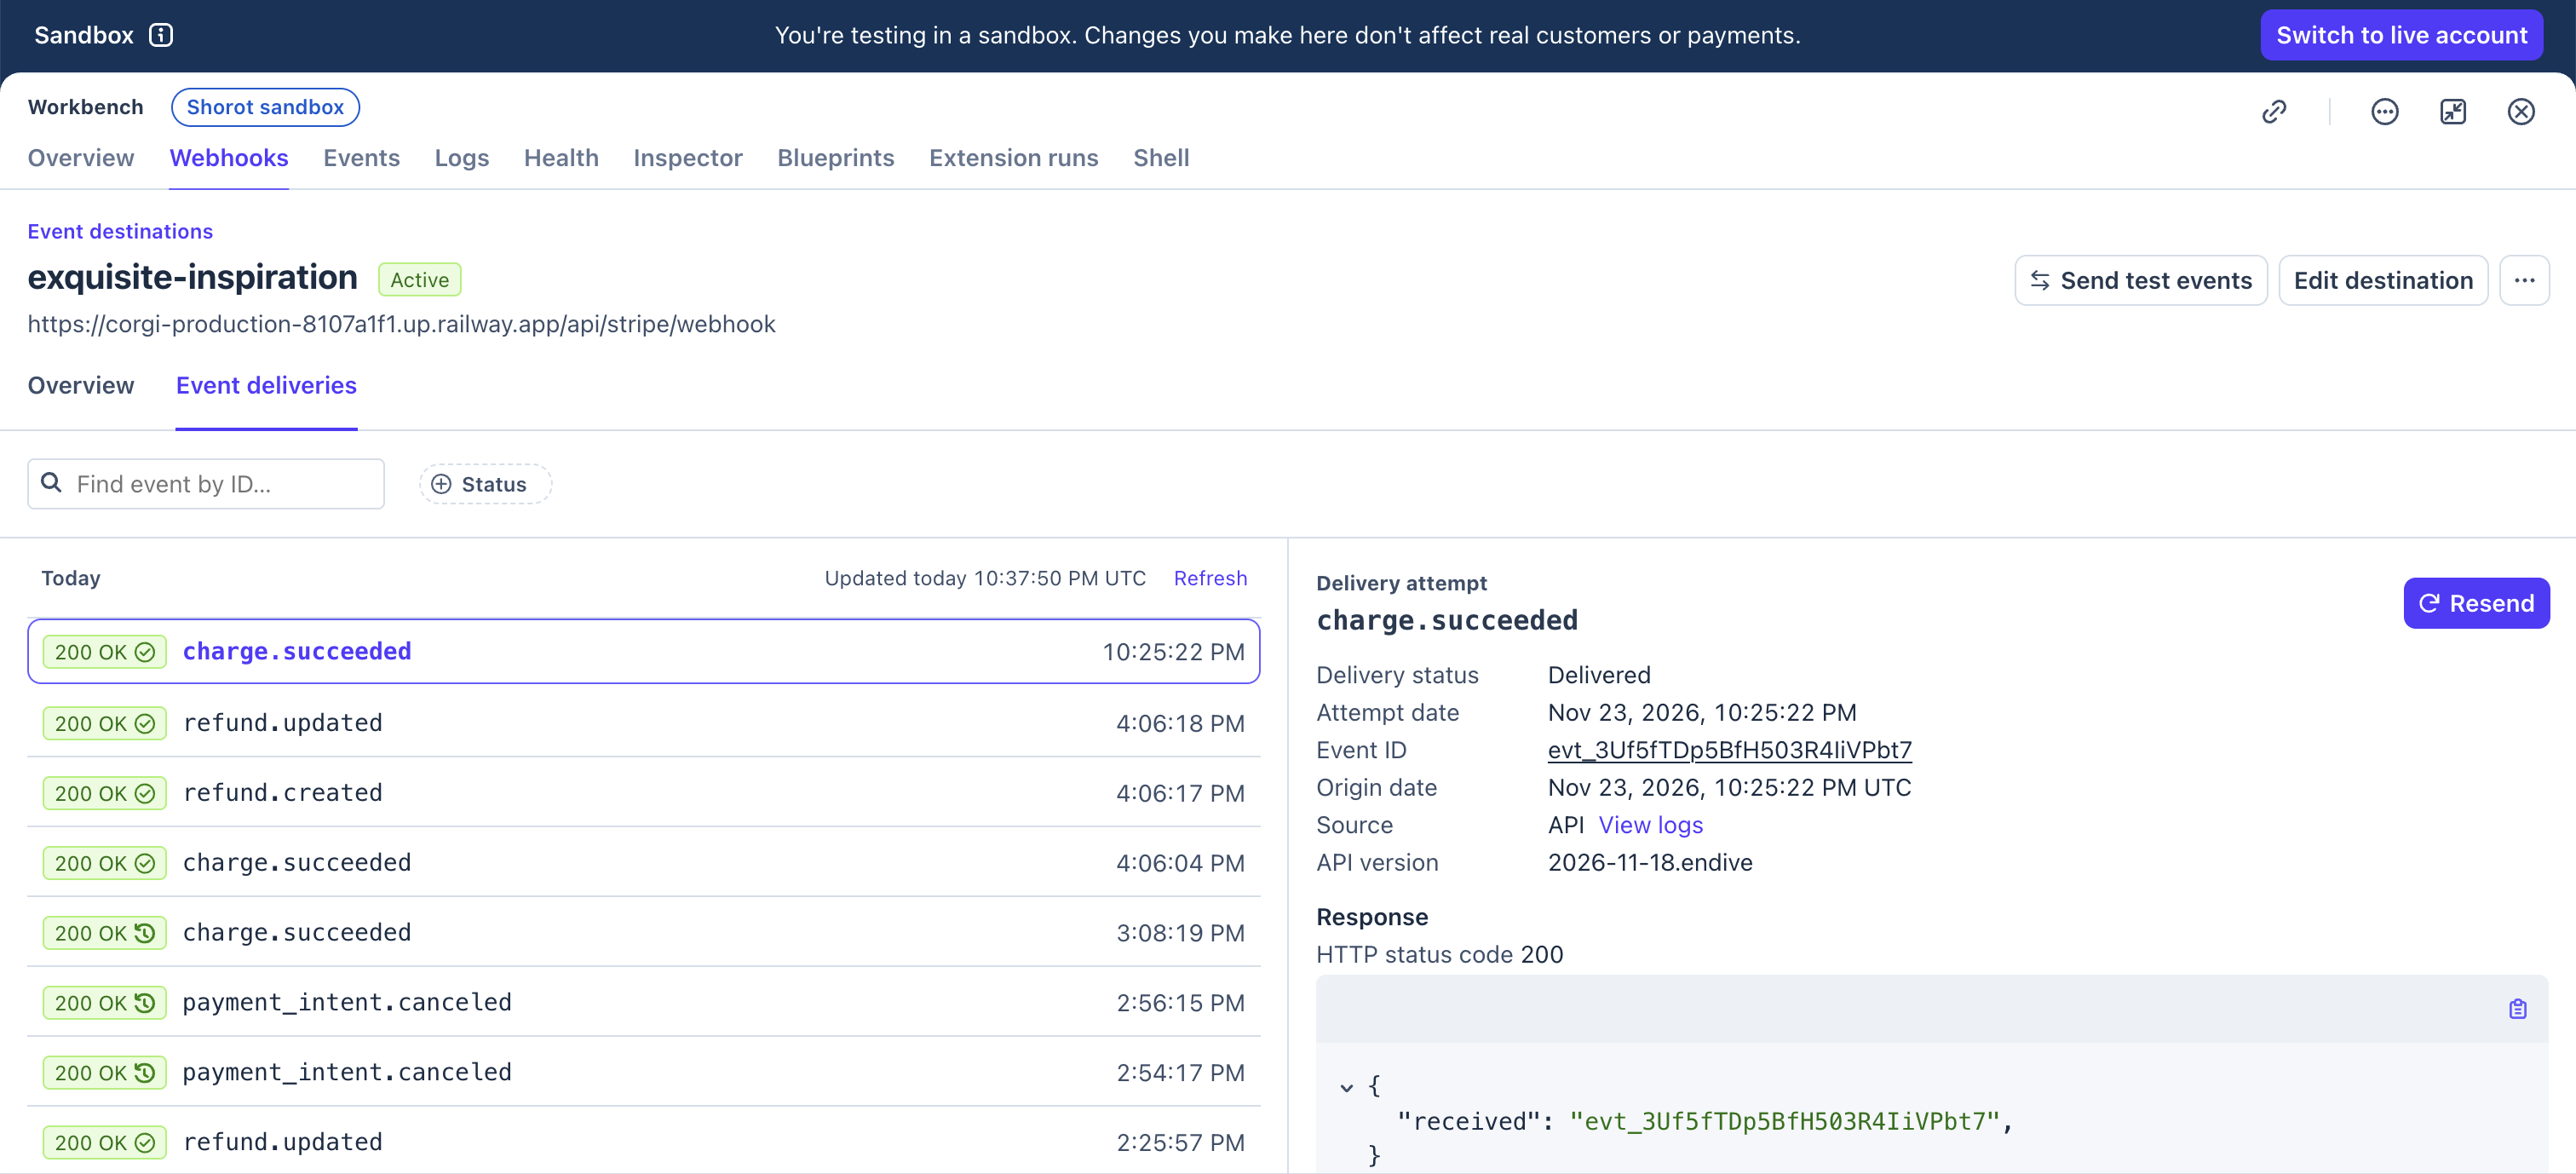 Sandbox
You're testing in a sandbox. Changes you make here don't affect real customers or payments.
Switch to live account
Workbench
Shorot sandbox
Overview Webhooks Events Logs Health Inspector Blueprints Extension runs Shell
Event destinations
exquisite-inspiration Active
https://corgi-production-8107a1f1.up.railway.app/api/stripe/webhook
Send test events
Edit destination
Overview Event deliveries
Find event by ID...
Status
Today
Updated today 10:37:50 PM UTC Refresh
200 OK charge.succeeded 10:25:22 PM
200 OK refund.updated 4:06:18 PM
200 OK refund.created 4:06:17 PM
200 OK charge.succeeded 4:06:04 PM
200 OK charge.succeeded 3:08:19 PM
200 OK payment_intent.canceled 2:56:15 PM
200 OK payment_intent.canceled 2:54:17 PM
200 OK refund.updated 2:25:57 PM
Delivery attempt
charge.succeeded
Resend
Delivery status Delivered
Attempt date Nov 23, 2026, 10:25:22 PM
Event ID evt_3Uf5fTDp5BfH503R4IiVPbt7
Origin date Nov 23, 2026, 10:25:22 PM UTC
Source API View logs
API version 2026-11-18.endive
Response
HTTP status code 200
{
"received": "evt_3Uf5fTDp5BfH503R4IiVPbt7",
}